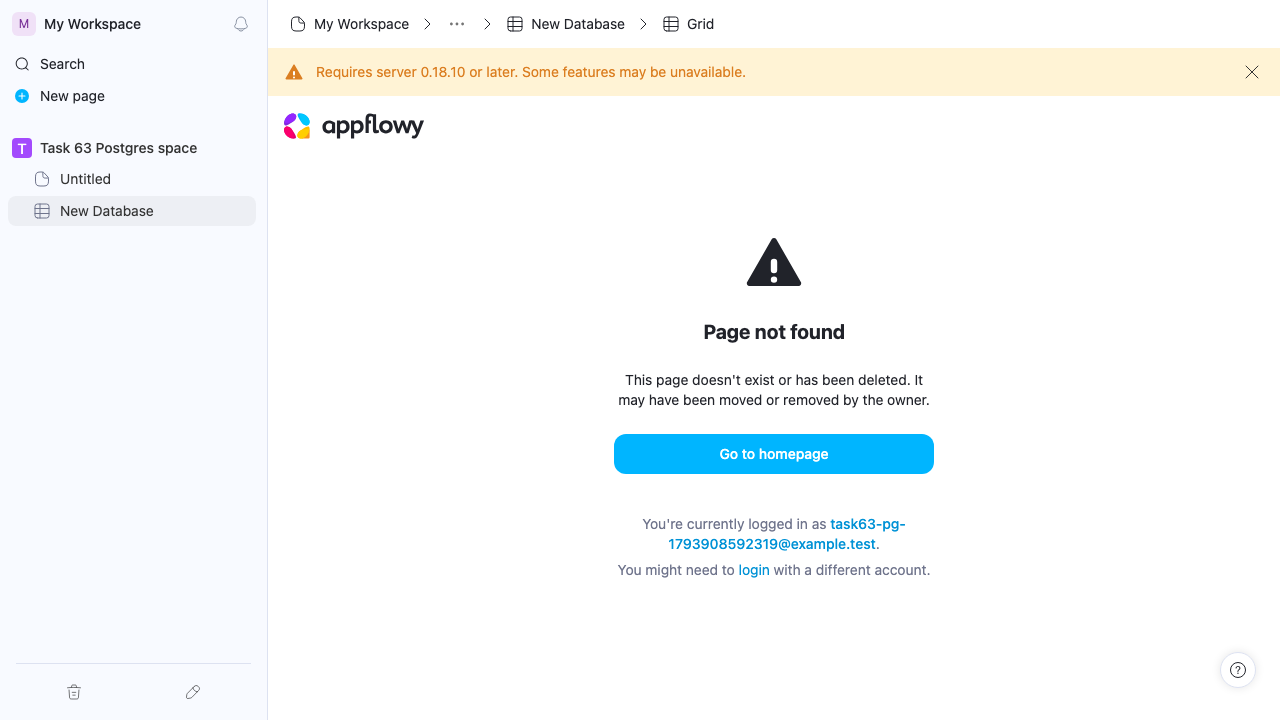 M My Workspace
Search
New page
T Task 63 Postgres space
Untitled
New Database
My Workspace > ··· > New Database > Grid
Requires server 0.18.10 or later. Some features may be unavailable.
appflowy
Page not found
This page doesn't exist or has been deleted. It
may have been moved or removed by the owner.
Go to homepage
You're currently logged in as task63-pg-
1793908592319@example.test.
You might need to login with a different account.
?